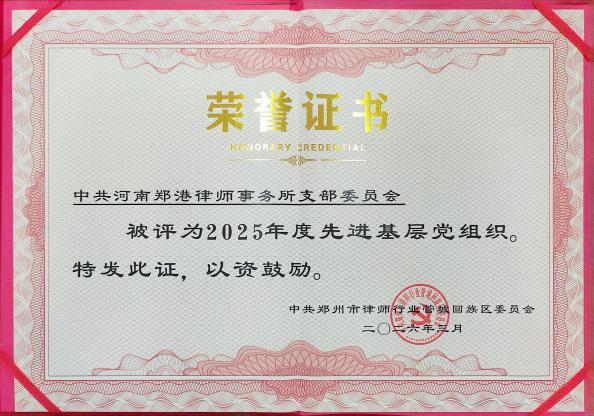 荣誉证书
HONORARY CREDENTIAL
中共河南郑港律师事务所支部委员会
被评为2025年度先进基层党组织。
特发此证，以资鼓励。
中共郑州市律师行业管城回族区委员会
二〇二六年三月